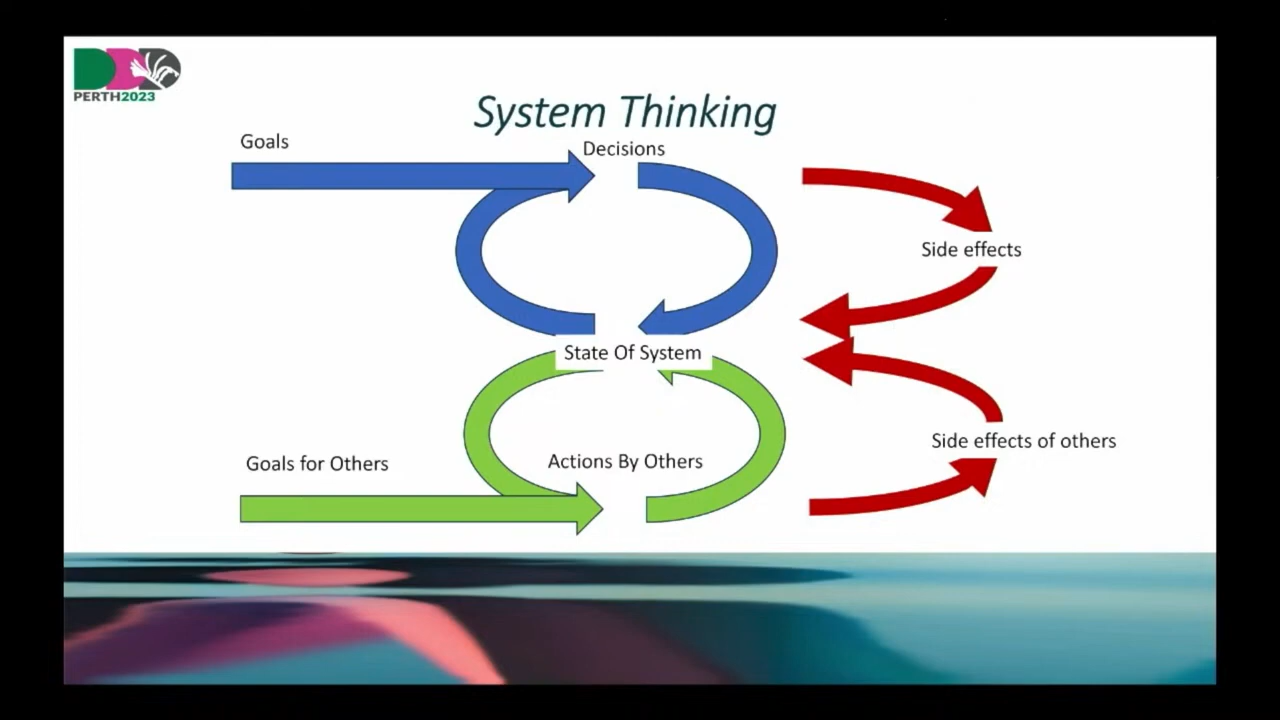 DDD
PERTH2023
System Thinking
Goals
Decisions
Side effects
State Of System
Side effects of others
Goals for Others
Actions By Others